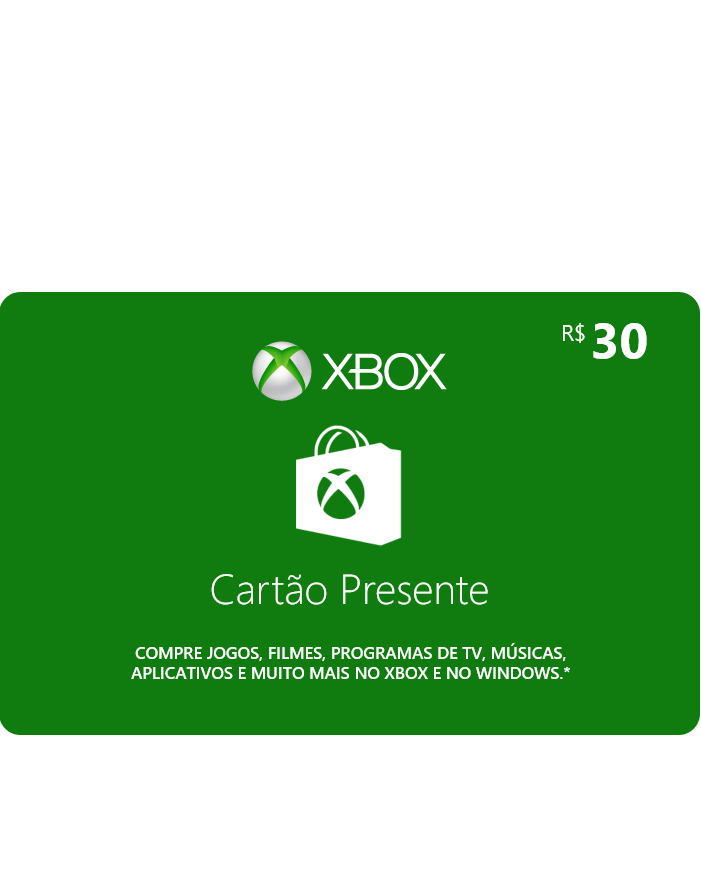 R$ 30
XBOX
Cartão Presente
COMPRE JOGOS, FILMES, PROGRAMAS DE TV, MÚSICAS,
APLICATIVOS E MUITO MAIS NO XBOX E NO WINDOWS.*